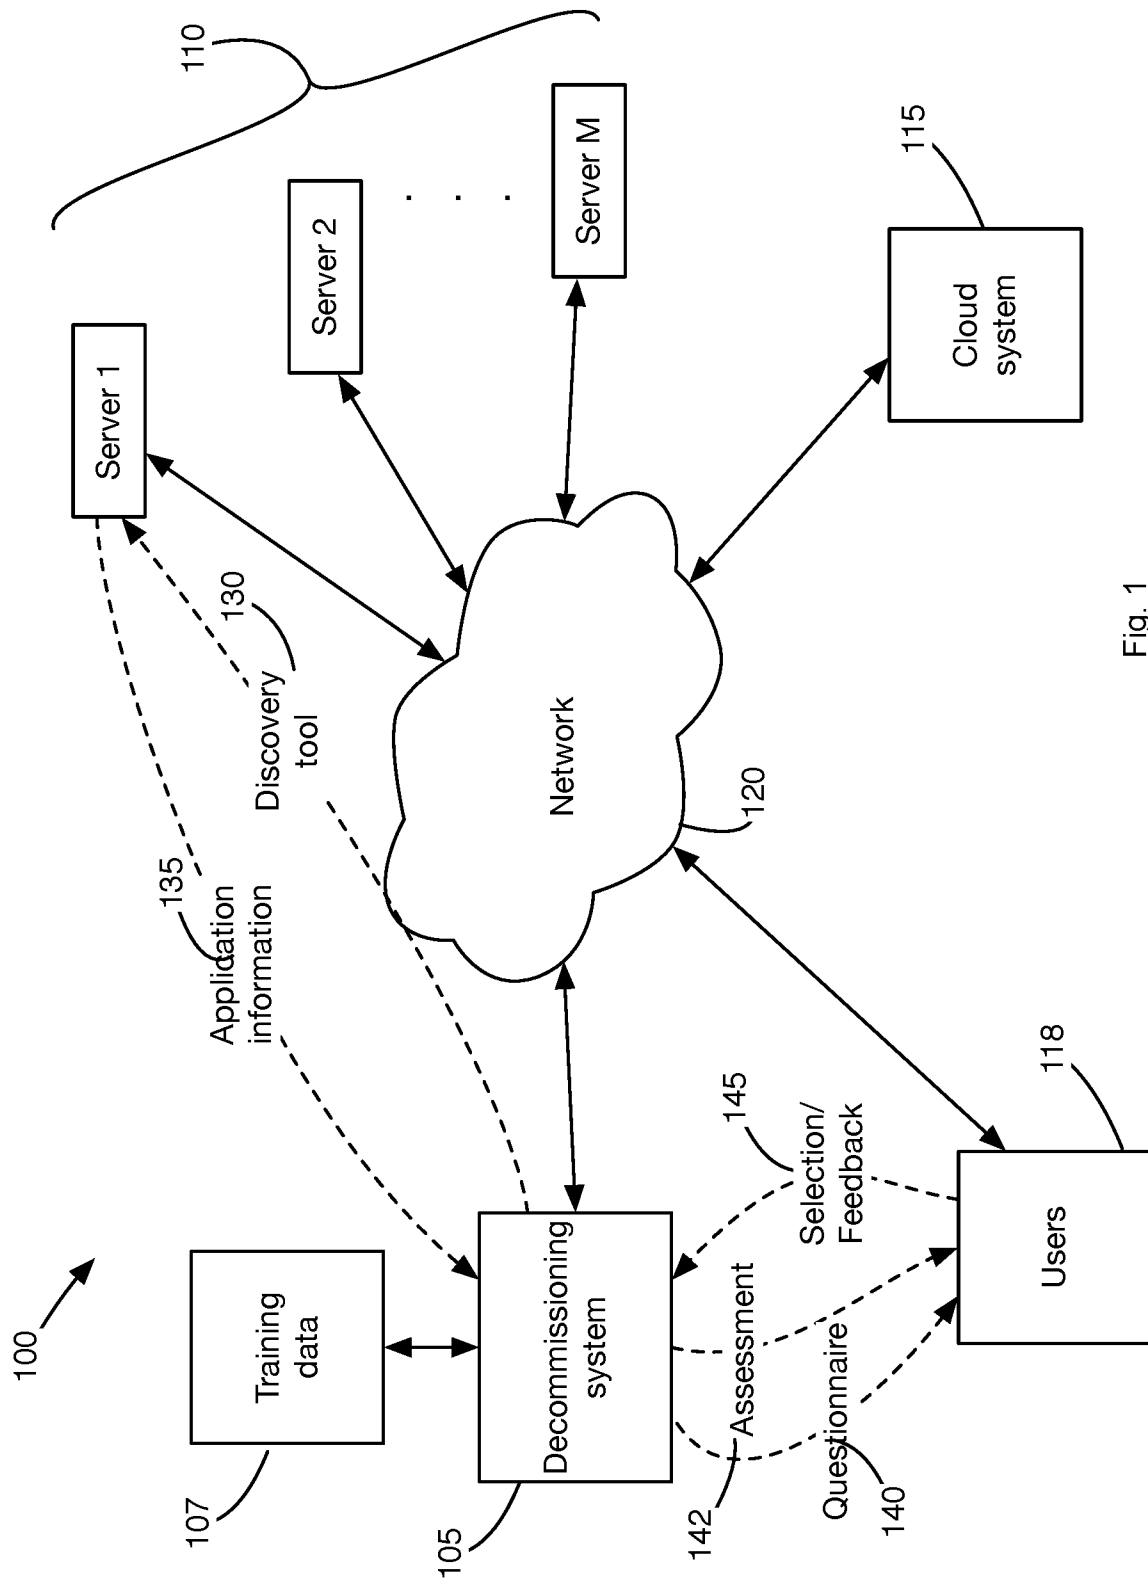 100
107
Training
data
105
Decommissioning
system
135
Application
information
130
Discovery
tool
Server 1
Server 2
. . .
Server M
110
Network
120
Cloud
system
115
142
Assessment
Questionnaire
140
145
Selection/
Feedback
Users
118
Fig. 1